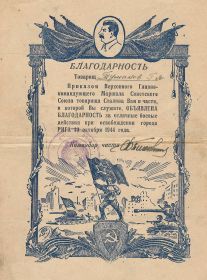 БЛАГОДАРНОСТЬ
Товарищ
Приказом Верховного Главно-
командующего Маршала Советского
Союза товарища Сталина Вам и части,
в которой Вы служите, ОБЪЯВЛЕНА
БЛАГОДАРНОСТЬ за отличные боевые
действия при освобождении города
РИГА 13 октября 1944 года.
Командир части